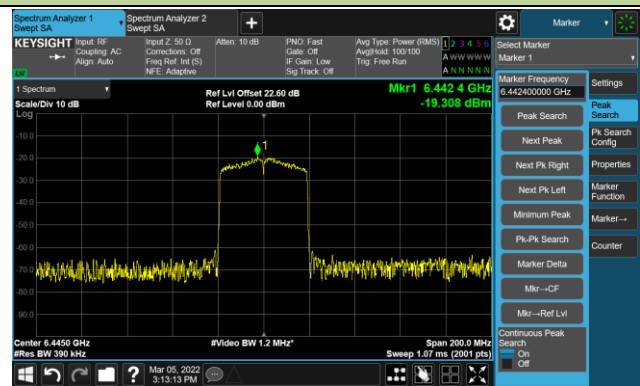 Spectrum Analyzer 1
Swept SA
Spectrum Analyzer 2
Swept SA
+
Marker
KEYSIGHT
Input: RF
Coupling: AC
Align: Auto
Input Z: 50 Ω
Corrections: Off
Freq Ref: Int (S)
NFE: Adaptive
Atten: 10 dB
PNO: Fast
Gate: Off
IF Gain: Low
Sig Track: Off
Avg Type: Power (RMS)
Avg|Hold: 100/100
Trig: Free Run
1 2 3 4 5 6
A W W W W W
A N N N N N
LXI
Select Marker
Marker 1
1 Spectrum
Scale/Div 10 dB
Log
Ref Lvl Offset 22.60 dB
Ref Level 0.00 dBm
Mkr1 6.442 4 GHz
-19.308 dBm
-10.0
-20.0
-30.0
-40.0
-50.0
-60.0
-70.0
-80.0
-90.0
1
Center 6.4450 GHz
#Res BW 390 kHz
#Video BW 1.2 MHz*
Span 200.0 MHz
Sweep 1.07 ms (2001 pts)
Marker Frequency
6.442400000 GHz
Peak Search
Next Peak
Next Pk Right
Next Pk Left
Minimum Peak
Pk-Pk Search
Marker Delta
Mkr→CF
Mkr→Ref Lvl
Continuous Peak
Search
On
Off
Settings
Peak
Search
Pk Search
Config
Properties
Marker
Function
Marker→
Counter
?
Mar 05, 2022
3:13:13 PM